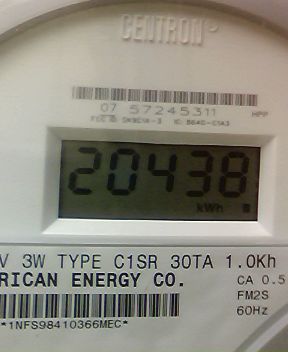 CENTRON
07 57245311 HPP
20438
kWh
V 3W TYPE C1SR 30TA 1.0Kh
RICAN ENERGY CO. CA 0.5
FM2S
*1NFS98410366MEC* 60Hz